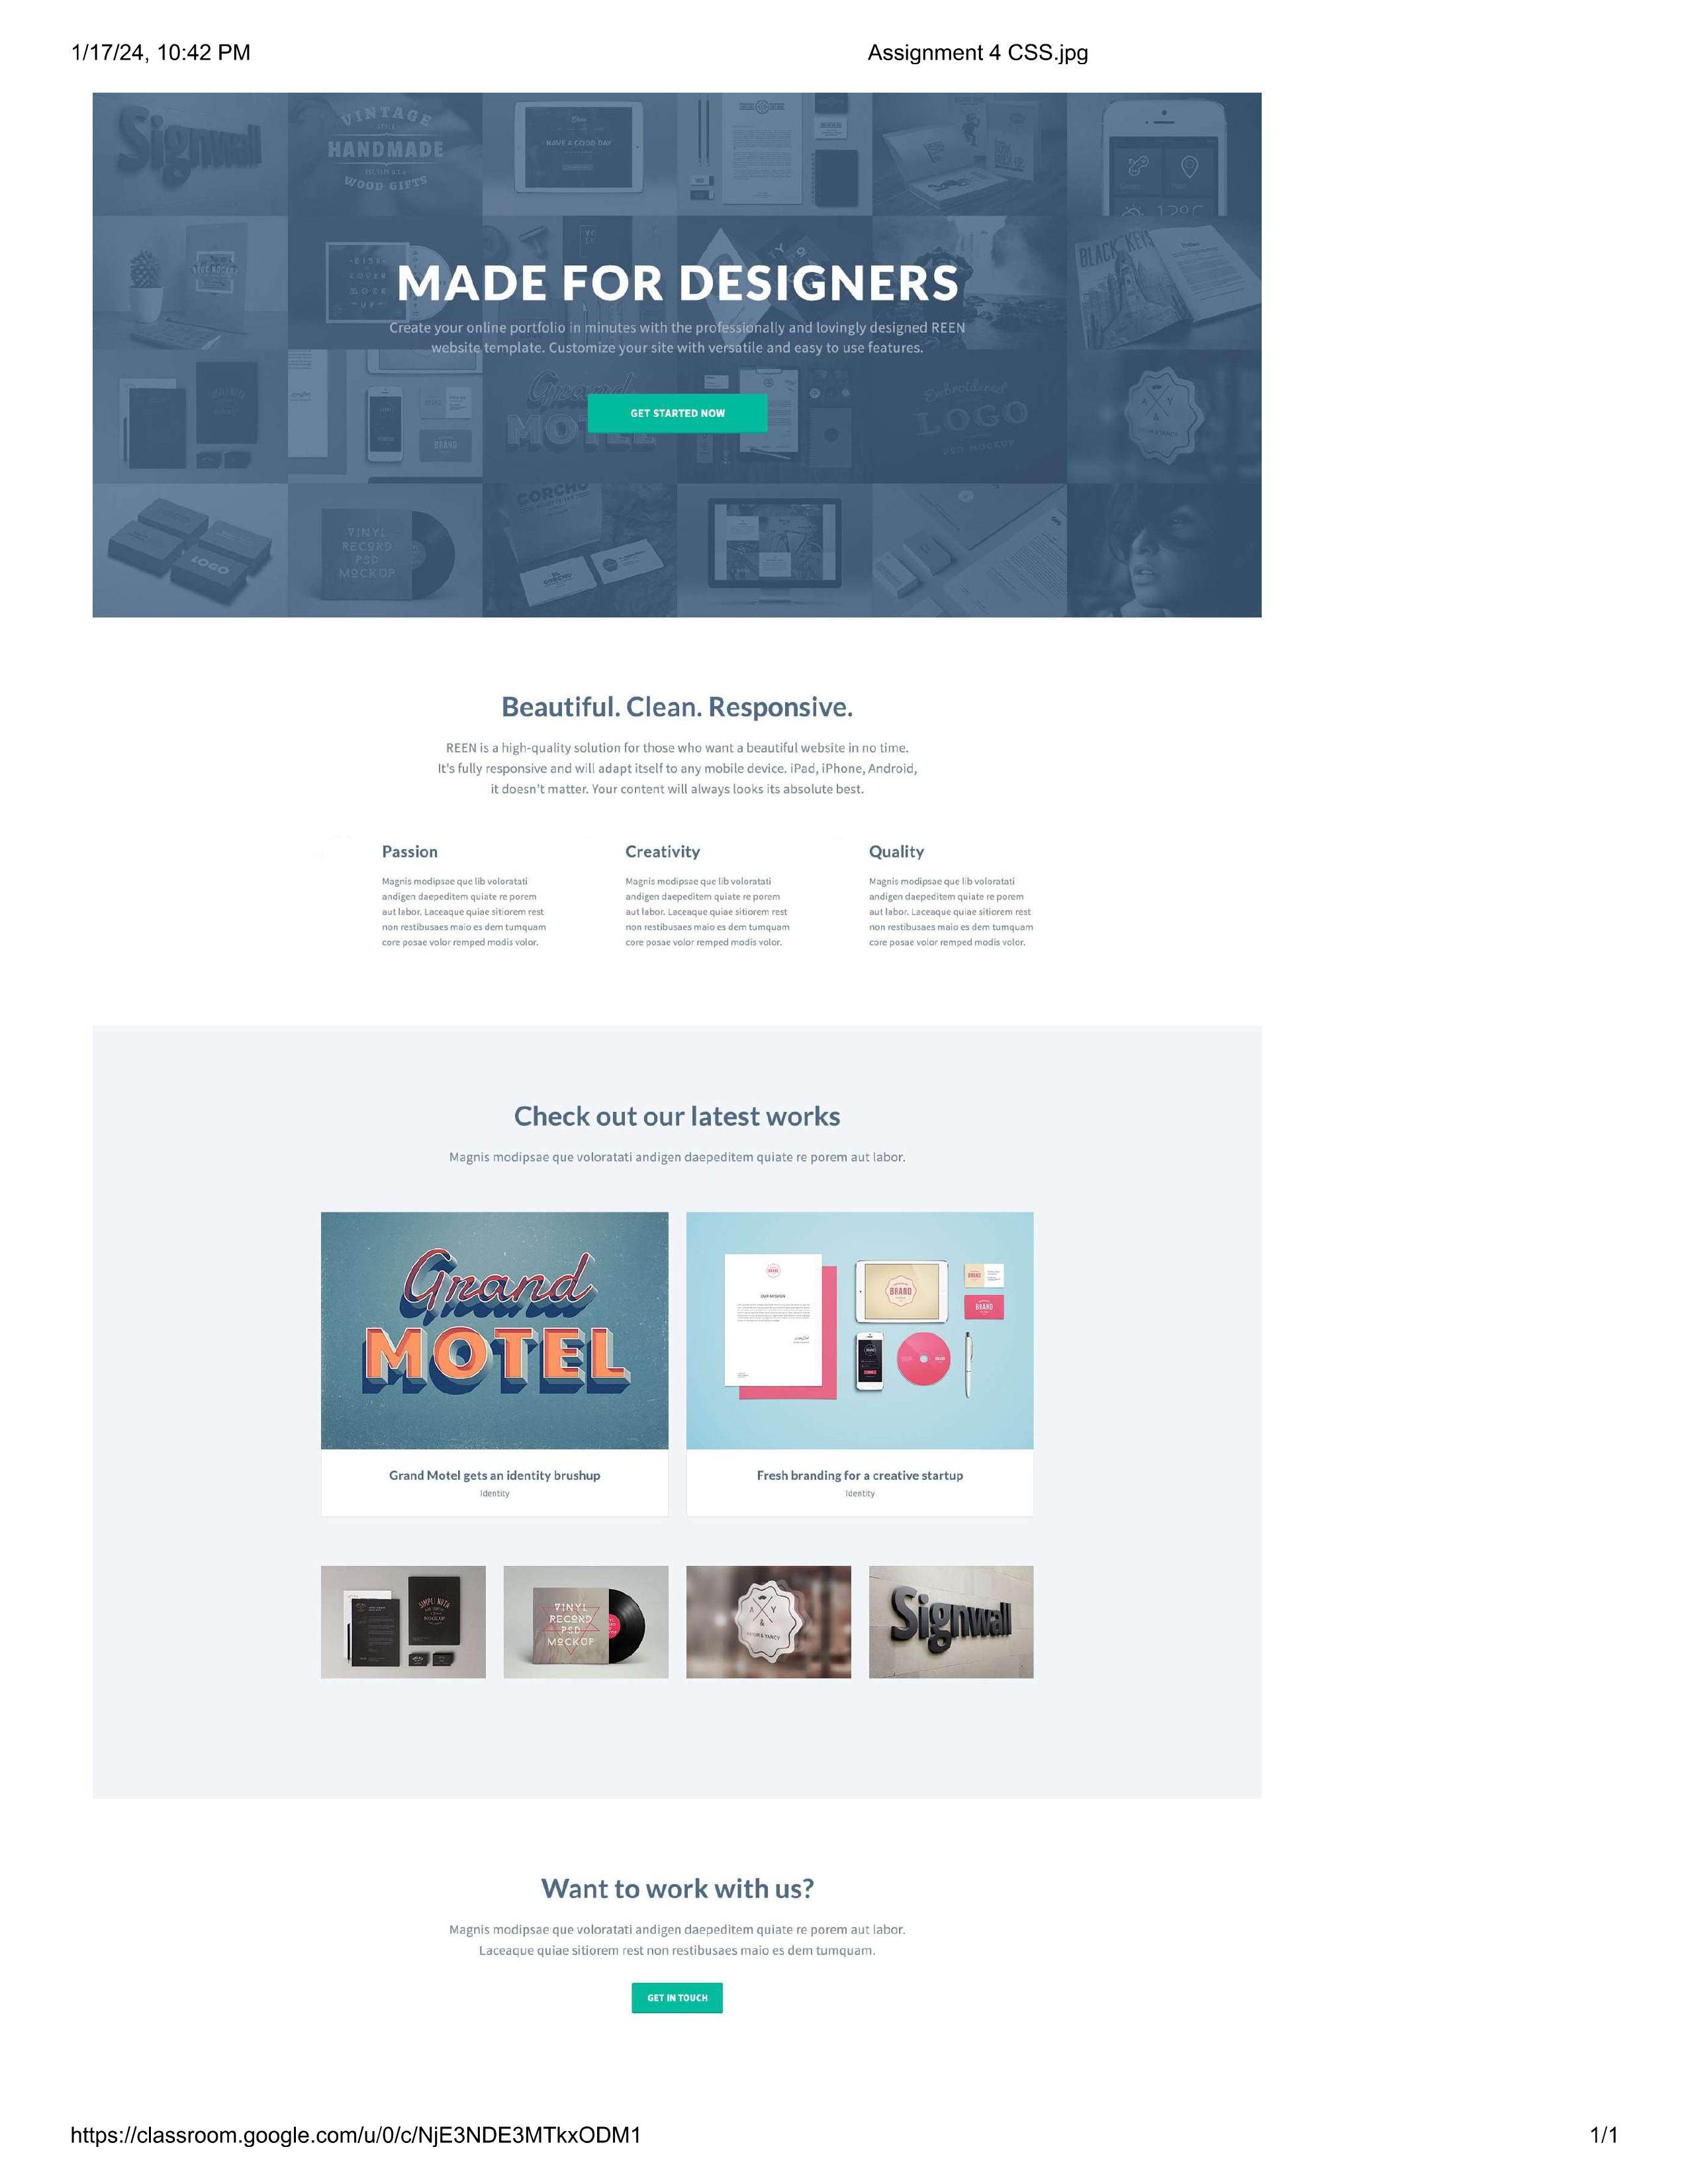 1/17/24, 10:42 PM
Assignment 4 CSS.jpg
Signwall
VINTAGE
STYLE
HANDMADE
WOOD GIFTS
HAVE A GOOD DAY
12°C
BLACK KEYS
MADE FOR DESIGNERS
Create your online portfolio in minutes with the professionally and lovingly designed REEN
website template. Customize your site with versatile and easy to use features.
GET STARTED NOW
Grand
MOTEL
BRAND
Embroidered
LOGO
PSD MOCKUP
A Y
&
LOGO
VINYL
RECORD
PSD
MOCKUP
CORCHO
Beautiful. Clean. Responsive.
REEN is a high-quality solution for those who want a beautiful website in no time.
It's fully responsive and will adapt itself to any mobile device. iPad, iPhone, Android,
it doesn't matter. Your content will always looks its absolute best.
Passion
Magnis modipsae que lib voloratati
andigen daepeditem quiate re porem
aut labor. Laceaque quiae sitiorem rest
non restibusaes maio es dem tumquam
core posae volor remped modis volor.
Creativity
Magnis modipsae que lib voloratati
andigen daepeditem quiate re porem
aut labor. Laceaque quiae sitiorem rest
non restibusaes maio es dem tumquam
core posae volor remped modis volor.
Quality
Magnis modipsae que lib voloratati
andigen daepeditem quiate re porem
aut labor. Laceaque quiae sitiorem rest
non restibusaes maio es dem tumquam
core posae volor remped modis volor.
Check out our latest works
Magnis modipsae que voloratati andigen daepeditem quiate re porem aut labor.
Grand
MOTEL
OUR MISSION
BRAND
BRAND
BRAND
Grand Motel gets an identity brushup
Identity
Fresh branding for a creative startup
Identity
MOCKUP
VINYL
RECORD
PSD
MOCKUP
A Y
&
Signwall
Want to work with us?
Magnis modipsae que voloratati andigen daepeditem quiate re porem aut labor.
Laceaque quiae sitiorem rest non restibusaes maio es dem tumquam.
GET IN TOUCH
https://classroom.google.com/u/0/c/NjE3NDE3MTkxODM1
1/1